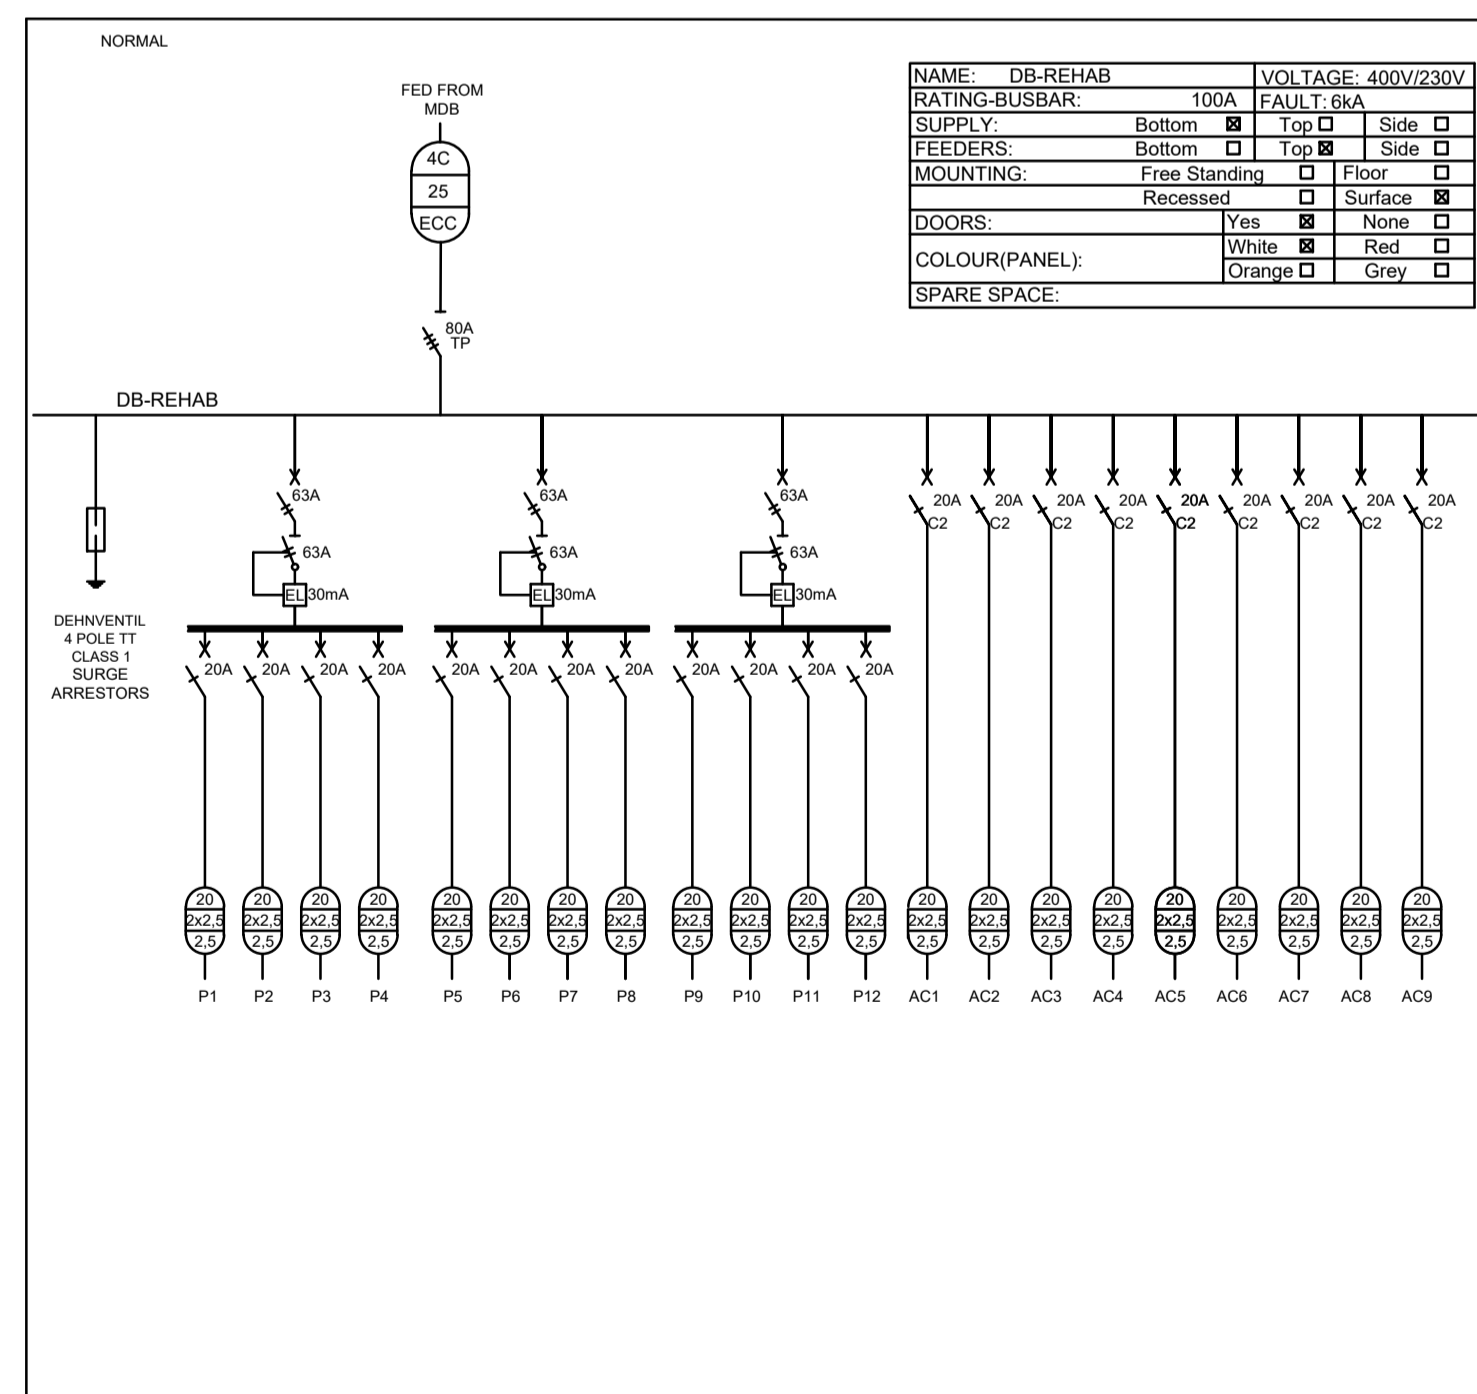 NORMAL
FED FROM
MDB
4C
25
ECC
80A
TP
NAME: DB-REHAB VOLTAGE: 400V/230V
RATING-BUSBAR: 100A FAULT: 6kA
SUPPLY: Bottom Top Side
FEEDERS: Bottom Top Side
MOUNTING: Free Standing Floor
Recessed Surface
DOORS: Yes None
COLOUR(PANEL): White Red
Orange Grey
SPARE SPACE:
DB-REHAB
63A 63A 63A 20A 20A 20A 20A 20A 20A 20A 20A 20A
C2 C2 C2 C2 C2 C2 C2 C2 C2
63A 63A 63A
EL 30mA EL 30mA EL 30mA
DEHNVENTIL
4 POLE TT
CLASS 1
SURGE
ARRESTORS
20A 20A 20A 20A 20A 20A 20A 20A 20A 20A 20A 20A
20 20 20 20 20 20 20 20 20 20 20 20 20 20 20 20 20 20 20 20 20
2x2,5 2x2,5 2x2,5 2x2,5 2x2,5 2x2,5 2x2,5 2x2,5 2x2,5 2x2,5 2x2,5 2x2,5 2x2,5 2x2,5 2x2,5 2x2,5 2x2,5 2x2,5 2x2,5 2x2,5 2x2,5
2,5 2,5 2,5 2,5 2,5 2,5 2,5 2,5 2,5 2,5 2,5 2,5 2,5 2,5 2,5 2,5 2,5 2,5 2,5 2,5 2,5
P1 P2 P3 P4 P5 P6 P7 P8 P9 P10 P11 P12 AC1 AC2 AC3 AC4 AC5 AC6 AC7 AC8 AC9